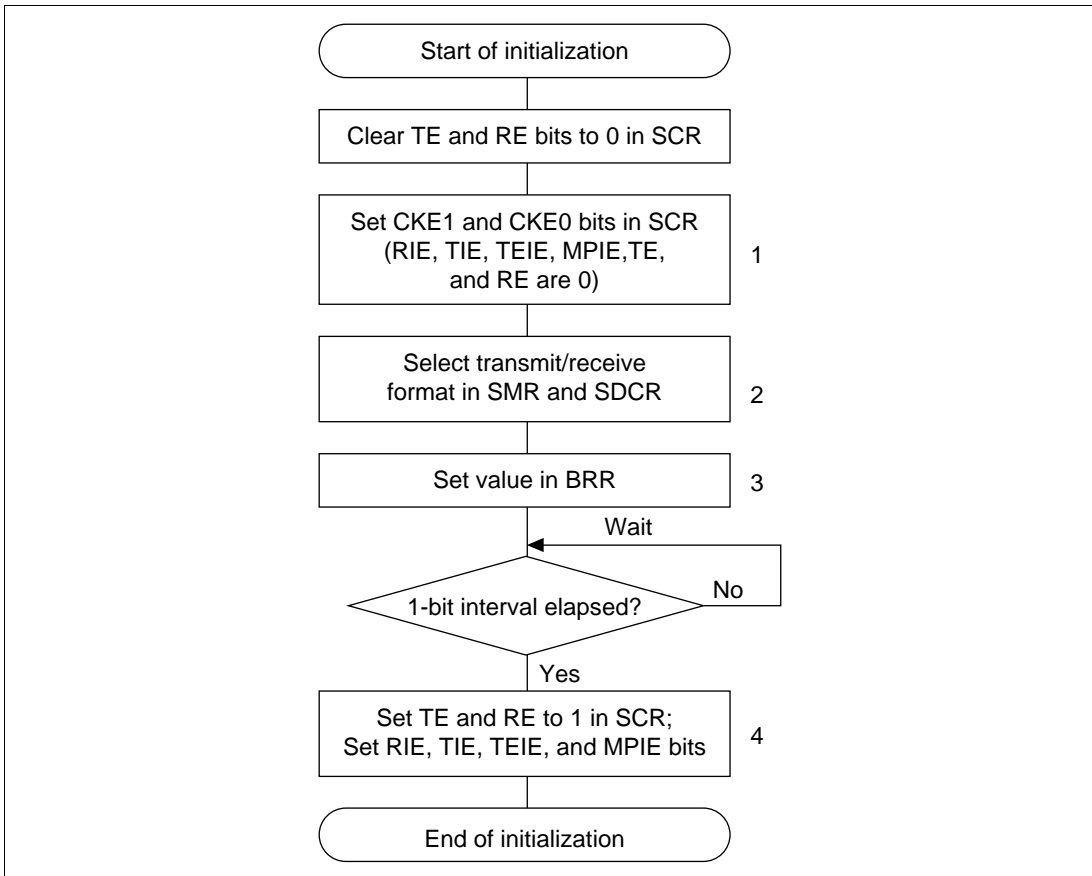 Start of initialization
Clear TE and RE bits to 0 in SCR
Set CKE1 and CKE0 bits in SCR
(RIE, TIE, TEIE, MPIE,TE,
and RE are 0)
1
Select transmit/receive
format in SMR and SDCR
2
Set value in BRR
3
Wait
1-bit interval elapsed?
No
Yes
Set TE and RE to 1 in SCR;
Set RIE, TIE, TEIE, and MPIE bits
4
End of initialization